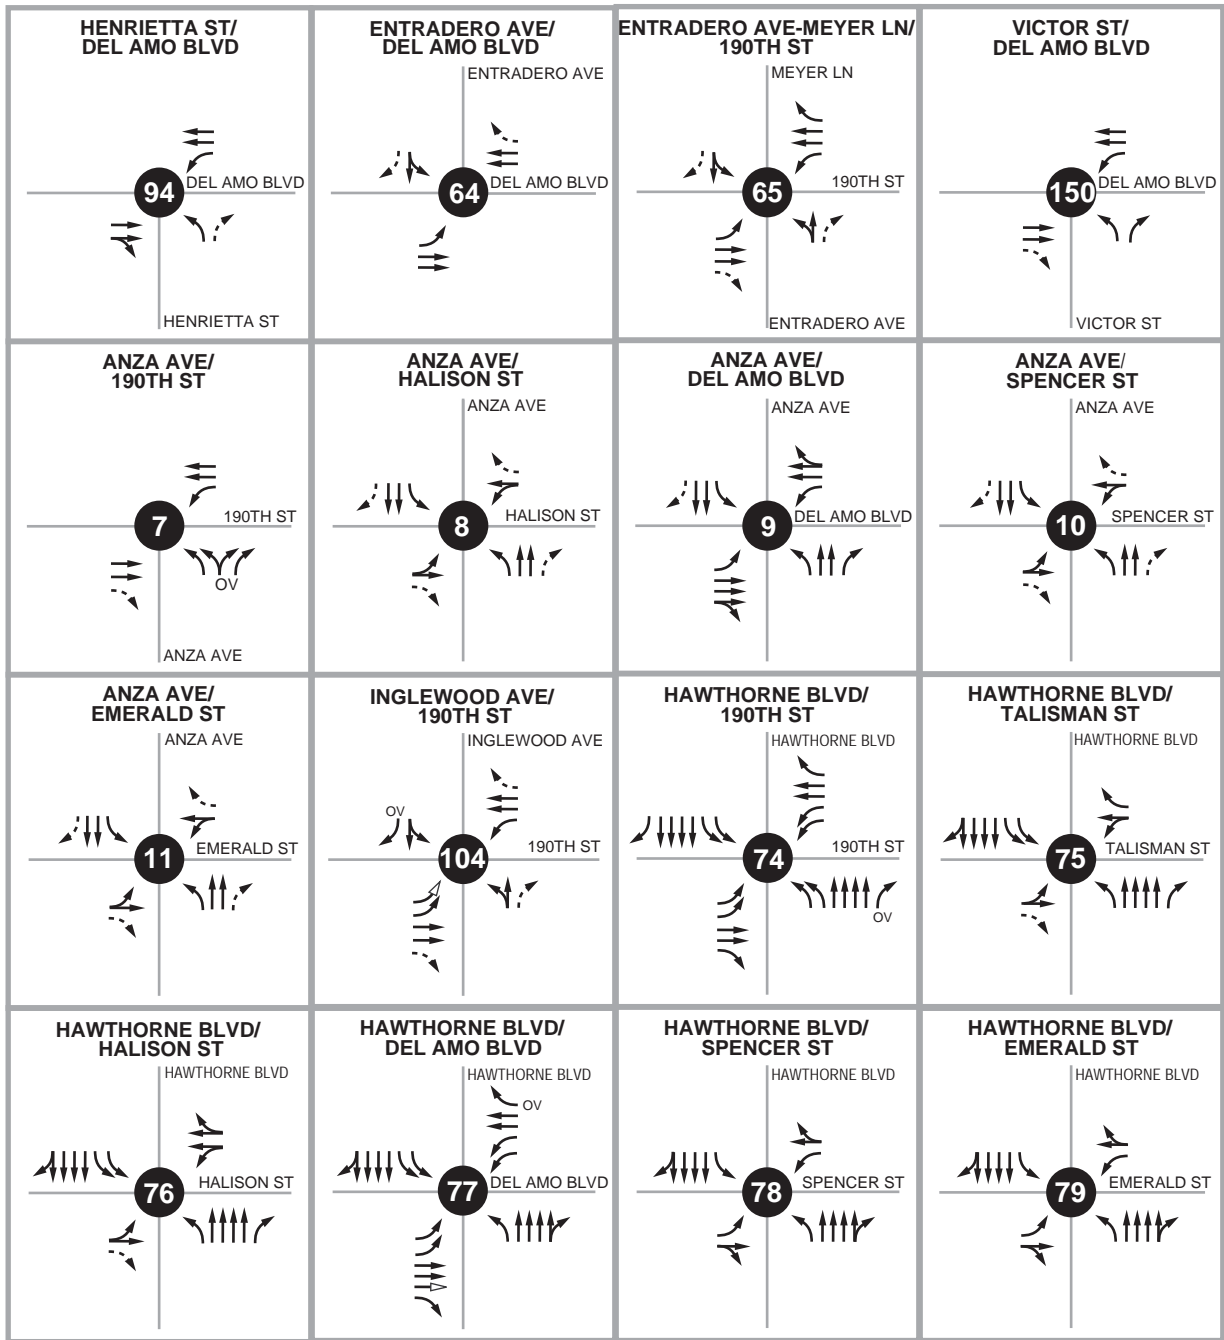 HENRIETTA ST/
DEL AMO BLVD
94
DEL AMO BLVD
HENRIETTA ST
ENTRADERO AVE/
DEL AMO BLVD
ENTRADERO AVE
64
DEL AMO BLVD
ENTRADERO AVE-MEYER LN/
190TH ST
MEYER LN
65
190TH ST
ENTRADERO AVE
VICTOR ST/
DEL AMO BLVD
150
DEL AMO BLVD
VICTOR ST
ANZA AVE/
190TH ST
7
190TH ST
OV
ANZA AVE
ANZA AVE/
HALISON ST
ANZA AVE
8
HALISON ST
ANZA AVE/
DEL AMO BLVD
ANZA AVE
9
DEL AMO BLVD
ANZA AVE/
SPENCER ST
ANZA AVE
10
SPENCER ST
ANZA AVE/
EMERALD ST
ANZA AVE
11
EMERALD ST
INGLEWOOD AVE/
190TH ST
INGLEWOOD AVE
OV
104
190TH ST
HAWTHORNE BLVD/
190TH ST
HAWTHORNE BLVD
74
190TH ST
OV
HAWTHORNE BLVD/
TALISMAN ST
HAWTHORNE BLVD
75
TALISMAN ST
HAWTHORNE BLVD/
HALISON ST
HAWTHORNE BLVD
76
HALISON ST
HAWTHORNE BLVD/
DEL AMO BLVD
HAWTHORNE BLVD
OV
77
DEL AMO BLVD
HAWTHORNE BLVD/
SPENCER ST
HAWTHORNE BLVD
78
SPENCER ST
HAWTHORNE BLVD/
EMERALD ST
HAWTHORNE BLVD
79
EMERALD ST